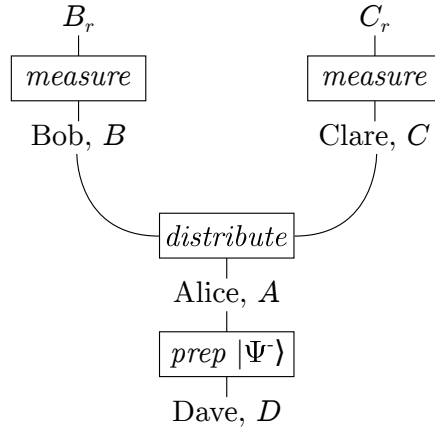 B_r C_r
measure measure
Bob, B Clare, C
distribute
Alice, A
prep |Ψ⁻⟩
Dave, D